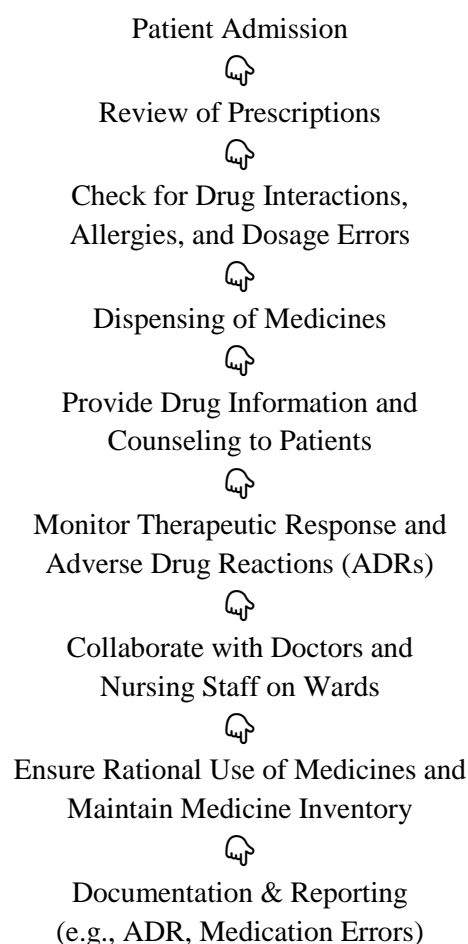 Patient Admission
Review of Prescriptions
Check for Drug Interactions,
Allergies, and Dosage Errors
Dispensing of Medicines
Provide Drug Information and
Counseling to Patients
Monitor Therapeutic Response and
Adverse Drug Reactions (ADRs)
Collaborate with Doctors and
Nursing Staff on Wards
Ensure Rational Use of Medicines and
Maintain Medicine Inventory
Documentation & Reporting
(e.g., ADR, Medication Errors)